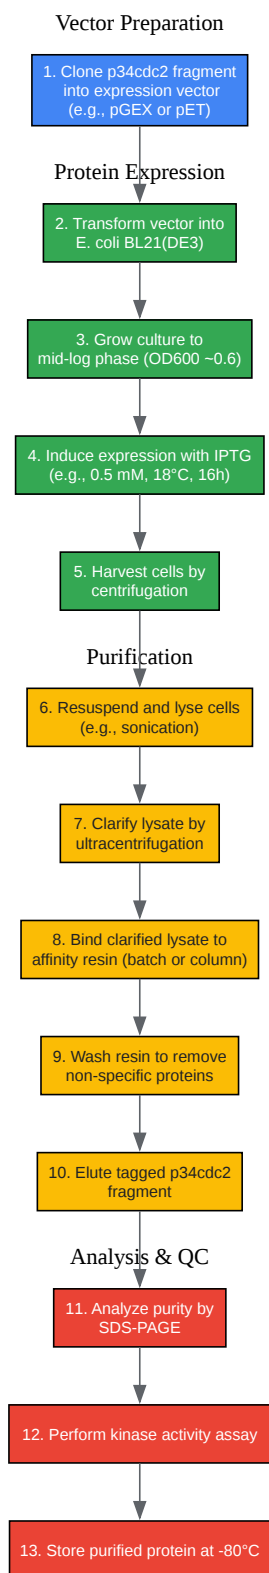 Vector Preparation
1. Clone p34cdc2 fragment
into expression vector
(e.g., pGEX or pET)
Protein Expression
2. Transform vector into
E. coli BL21(DE3)
3. Grow culture to
mid-log phase (OD600 ~0.6)
4. Induce expression with IPTG
(e.g., 0.5 mM, 18°C, 16h)
5. Harvest cells by
centrifugation
Purification
6. Resuspend and lyse cells
(e.g., sonication)
7. Clarify lysate by
ultracentrifugation
8. Bind clarified lysate to
affinity resin (batch or column)
9. Wash resin to remove
non-specific proteins
10. Elute tagged p34cdc2
fragment
Analysis & QC
11. Analyze purity by
SDS-PAGE
12. Perform kinase activity assay
13. Store purified protein at -80°C